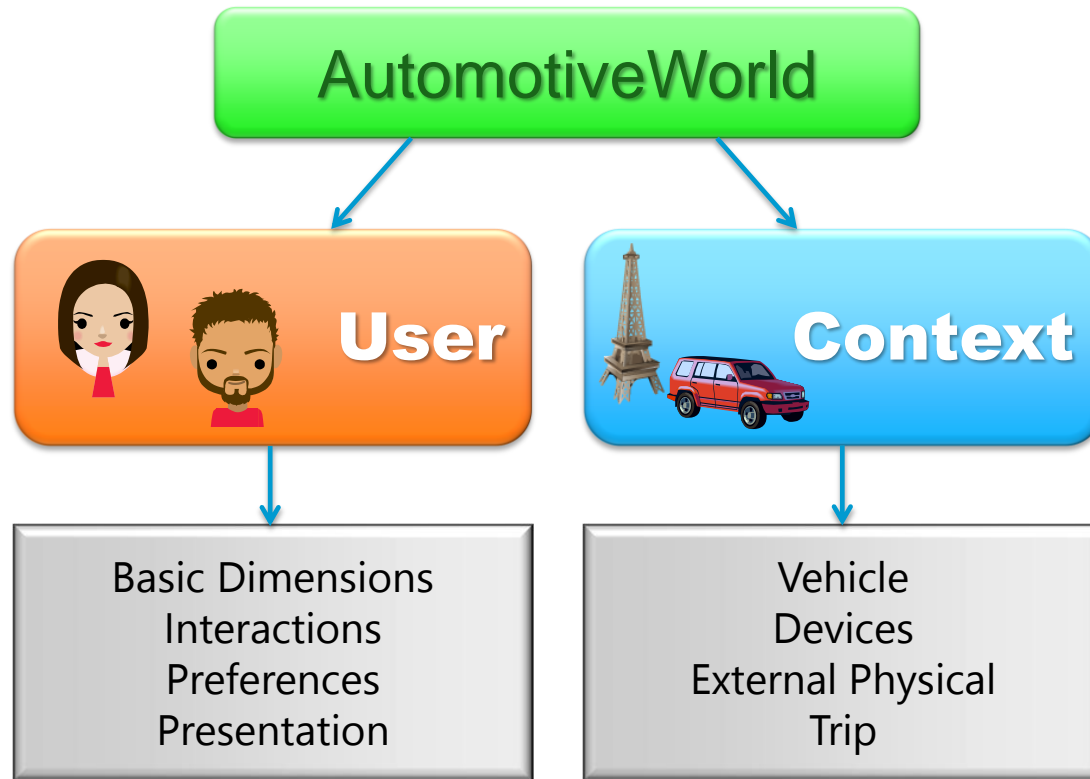 AutomotiveWorld
User
Context
Basic Dimensions
Interactions
Preferences
Presentation
Vehicle
Devices
External Physical
Trip